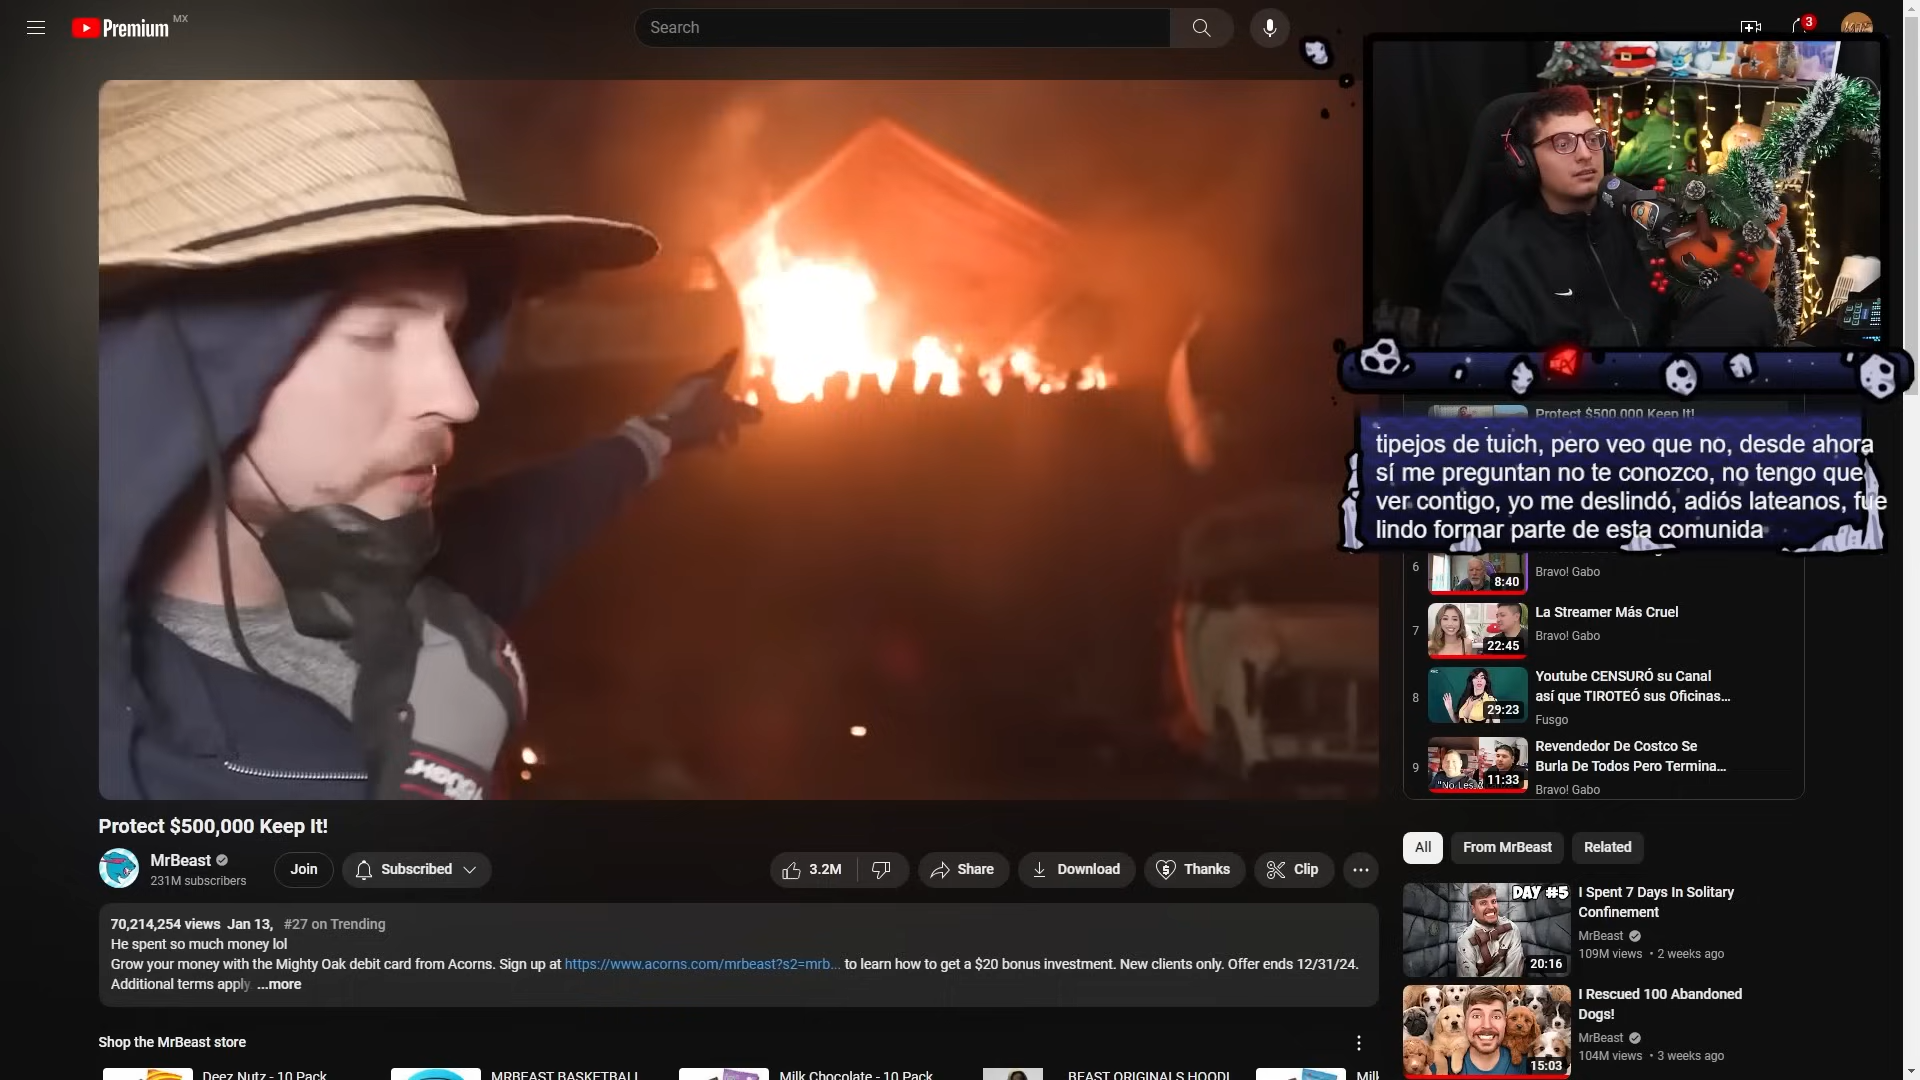 Premium MX
Search
3
Protect $500,000 Keep It!
tipejos de tuich, pero veo que no, desde ahora
sí me preguntan no te conozco, no tengo que
ver contigo, yo me deslindó, adiós lateanos, fue
lindo formar parte de esta comunida
6
8:40
Bravo! Gabo
7
22:45
La Streamer Más Cruel
Bravo! Gabo
8
29:23
Youtube CENSURÓ su Canal
así que TIROTEÓ sus Oficinas...
Fusgo
9
11:33
Revendedor De Costco Se
Burla De Todos Pero Termina...
Bravo! Gabo
Protect $500,000 Keep It!
MrBeast
231M subscribers
Join
Subscribed
3.2M
Share
Download
Thanks
Clip
70,214,254 views Jan 13, #27 on Trending
He spent so much money lol
Grow your money with the Mighty Oak debit card from Acorns. Sign up at https://www.acorns.com/mrbeast?s2=mrb... to learn how to get a $20 bonus investment. New clients only. Offer ends 12/31/24.
Additional terms apply ...more
Shop the MrBeast store
Deez Nutz - 10 Pack
MRBEAST BASKETBALL
Milk Chocolate - 10 Pack
BEAST ORIGINALS HOODI
Milk
All
From MrBeast
Related
DAY #5
20:16
I Spent 7 Days In Solitary
Confinement
MrBeast
109M views • 2 weeks ago
15:03
I Rescued 100 Abandoned
Dogs!
MrBeast
104M views • 3 weeks ago